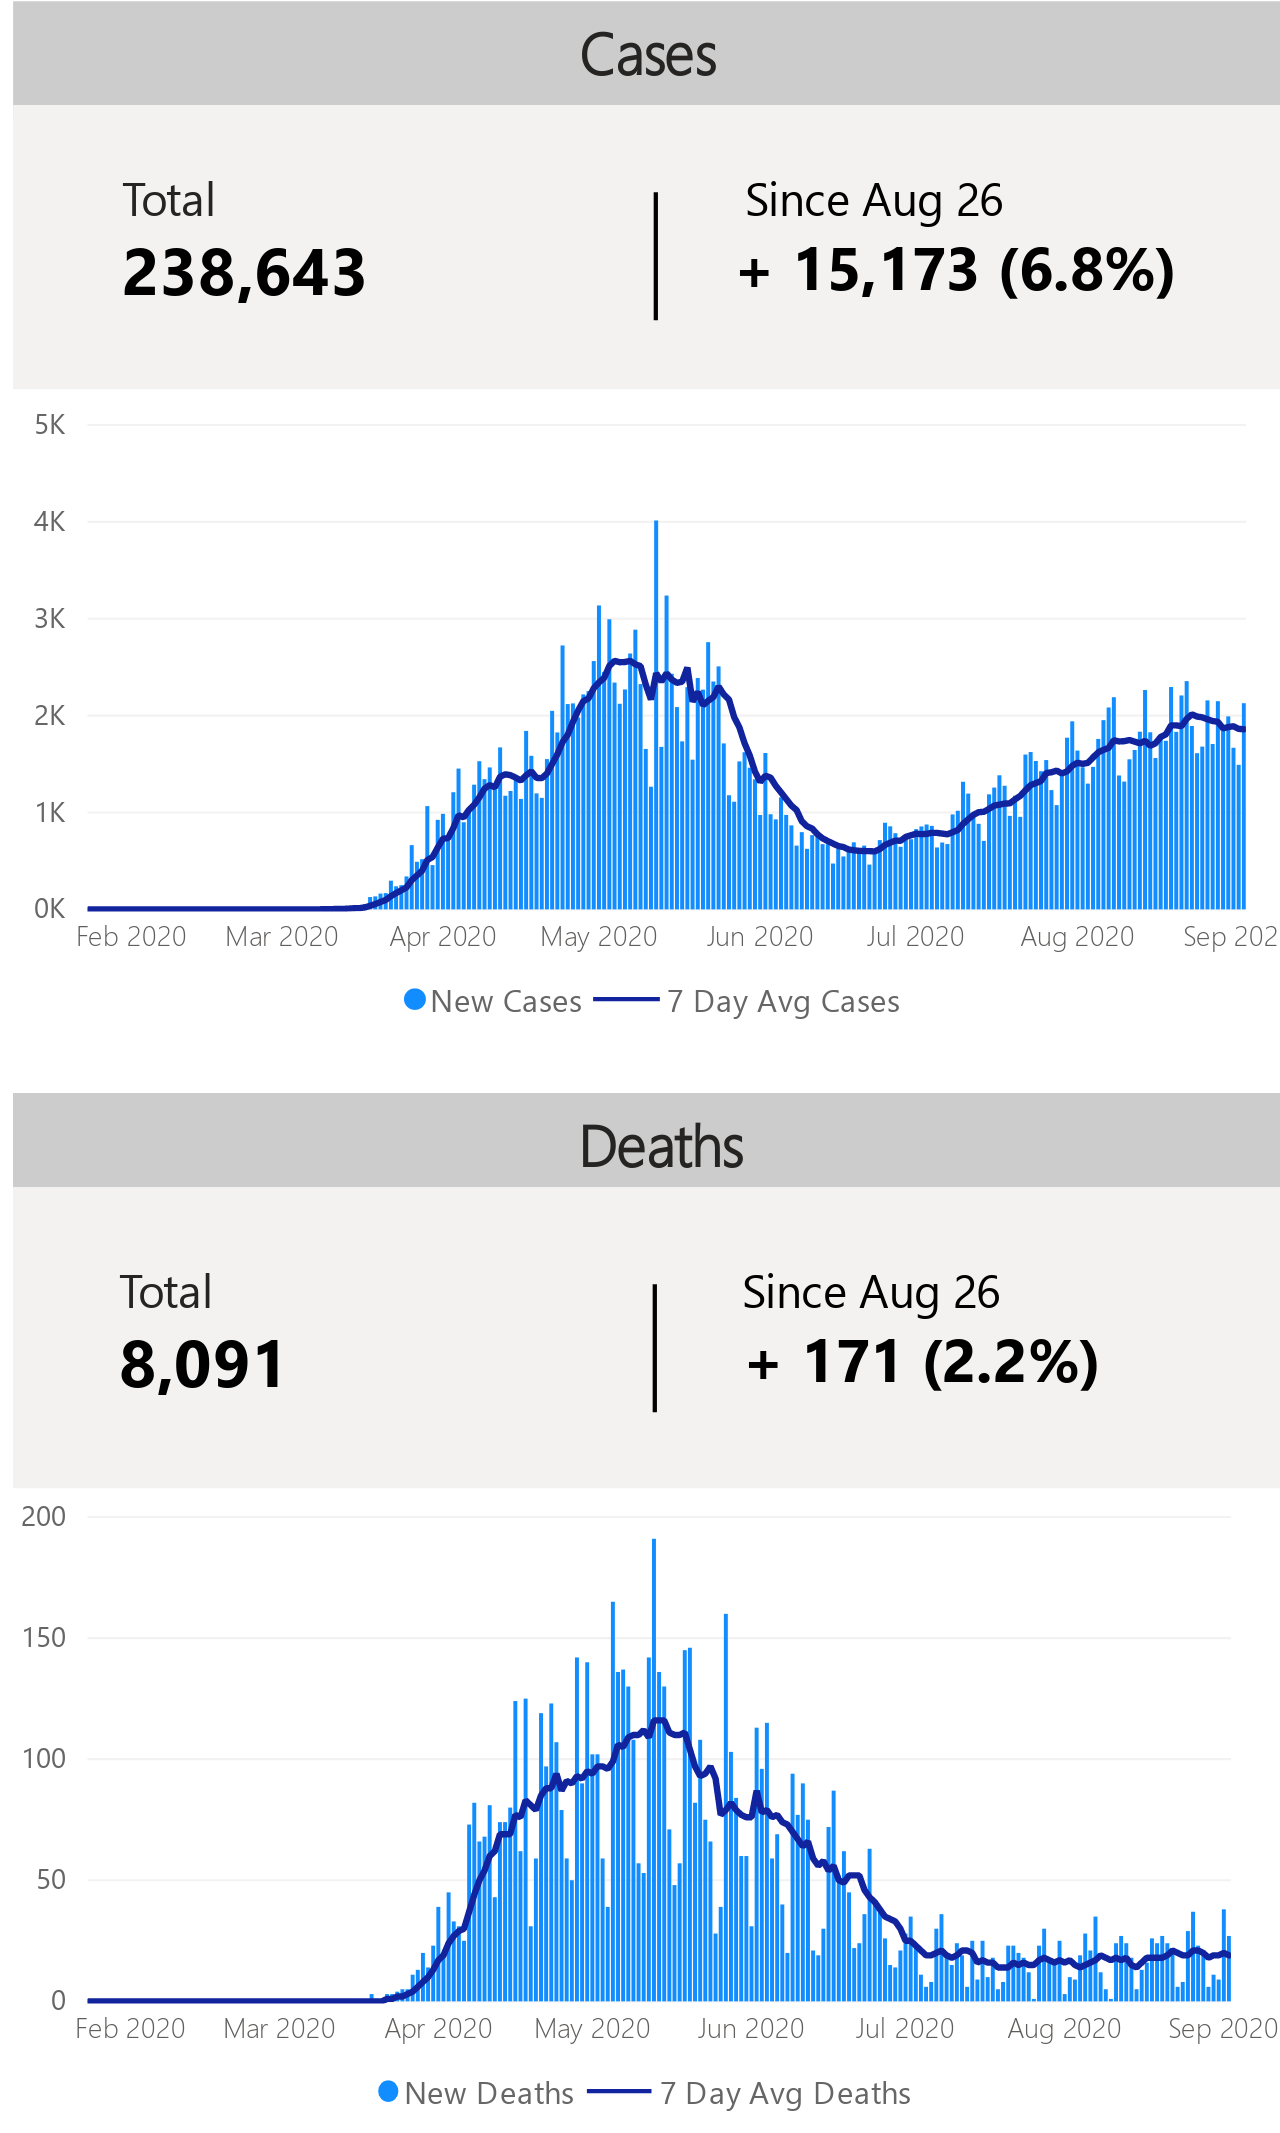 Cases
Total
Since Aug 26
238,643
+ 15,173 (6.8%)
5K
4K
3K
2K
1K
0K
Feb 2020 Mar 2020 Apr 2020 May 2020 Jun 2020 Jul 2020 Aug 2020 Sep 202
New Cases 7 Day Avg Cases
Deaths
Total
Since Aug 26
8,091
+ 171 (2.2%)
200
150
100
50
0
Feb 2020 Mar 2020 Apr 2020 May 2020 Jun 2020 Jul 2020 Aug 2020 Sep 2020
New Deaths 7 Day Avg Deaths